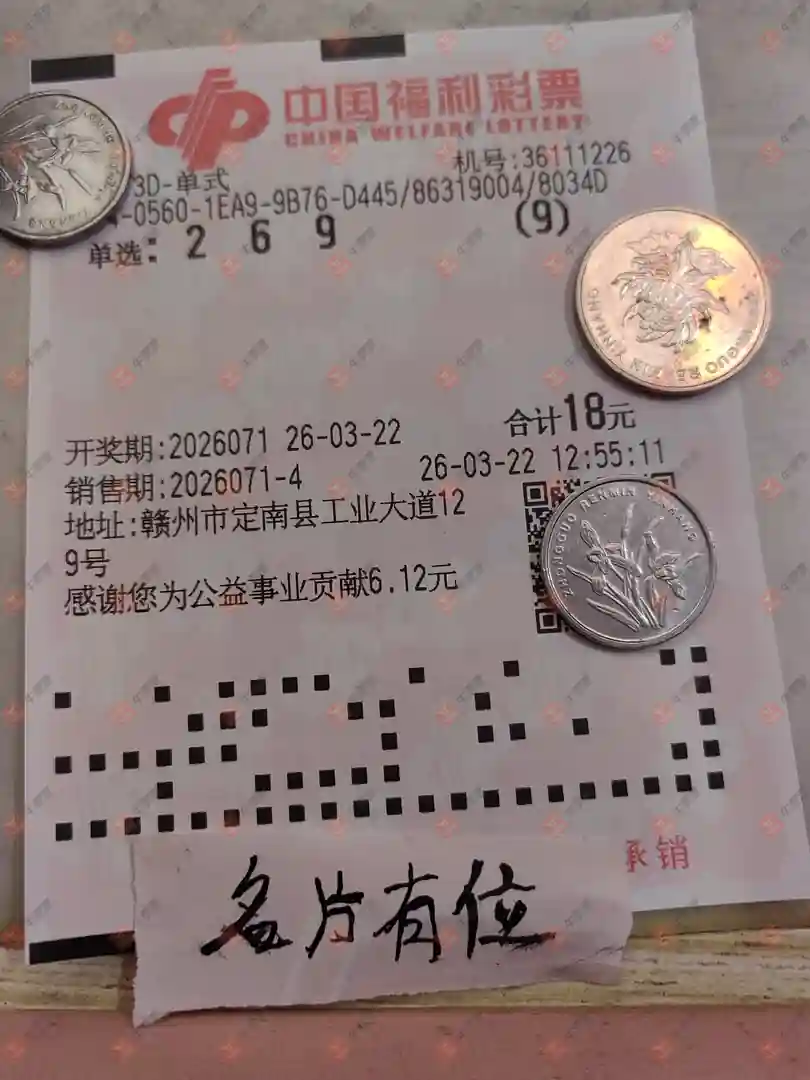 中国福利彩票
CHINA WELFARE LOTTERY
机号:36111226
3D-单式
-0560-1EA9-9B76-D445/86319004/8034D
单选: 2 6 9 (9)
开奖期:2026071 26-03-22 合计18元
销售期:2026071-4 26-03-22 12:55:11
地址:赣州市定南县工业大道12
9号
感谢您为公益事业贡献6.12元
ZHONGGUO RENMIN YINHANG
承销
名片有位